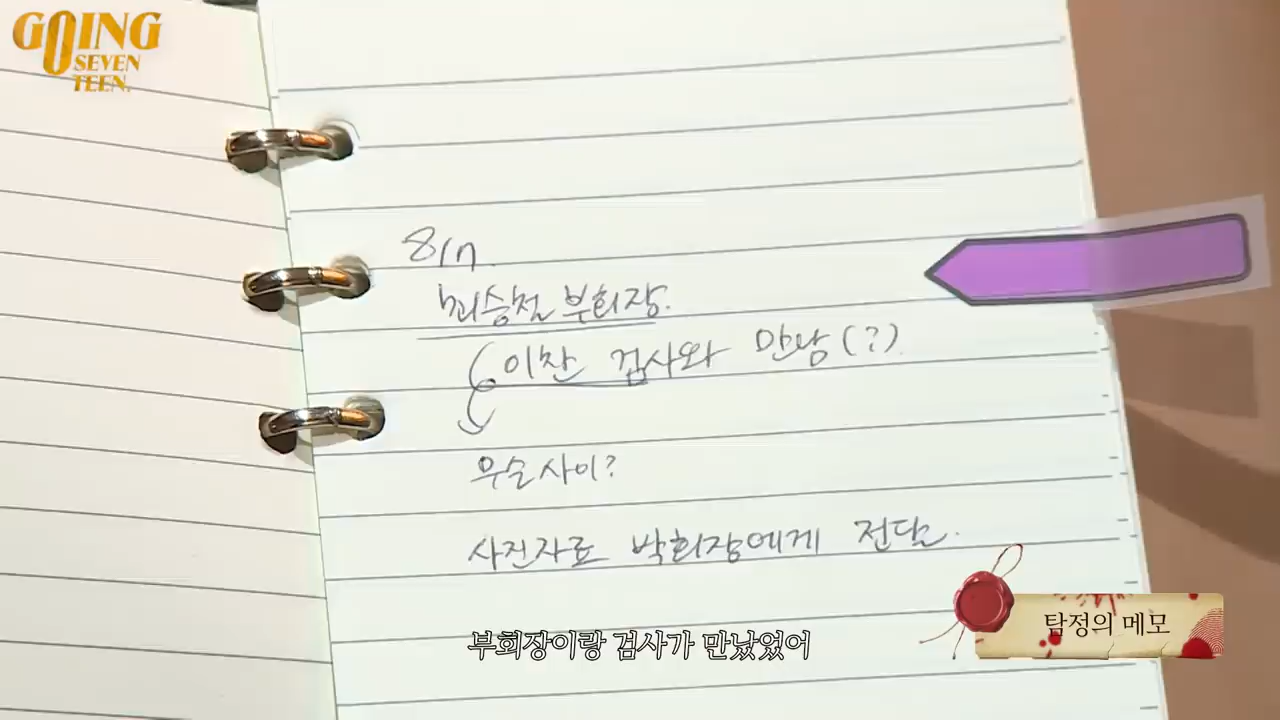 GOING
SEVEN
TEEN.
8/7.
최승철 부회장.
이찬 검사와 만남(?)
무슨사이?
사진자료 박회장에게 전달.
탐정의 메모
부회장이랑 검사가 만났었어